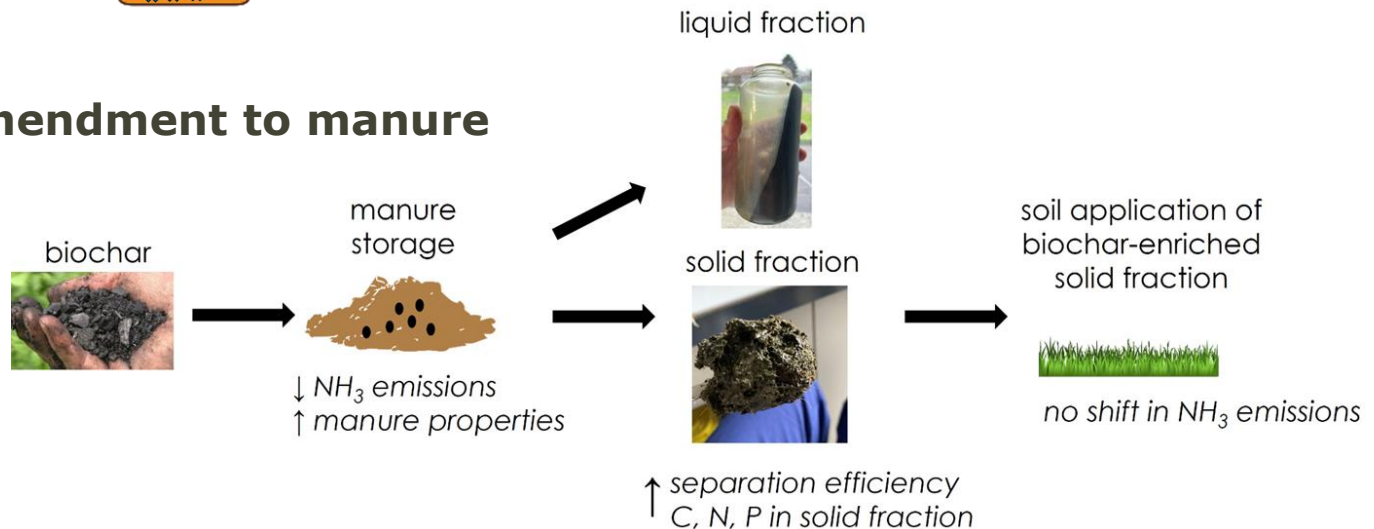 liquid fraction
mendment to manure
manure
storage
biochar
↓ NH₃ emissions
↑ manure properties
solid fraction
↑ separation efficiency
C, N, P in solid fraction
soil application of
biochar-enriched
solid fraction
no shift in NH₃ emissions